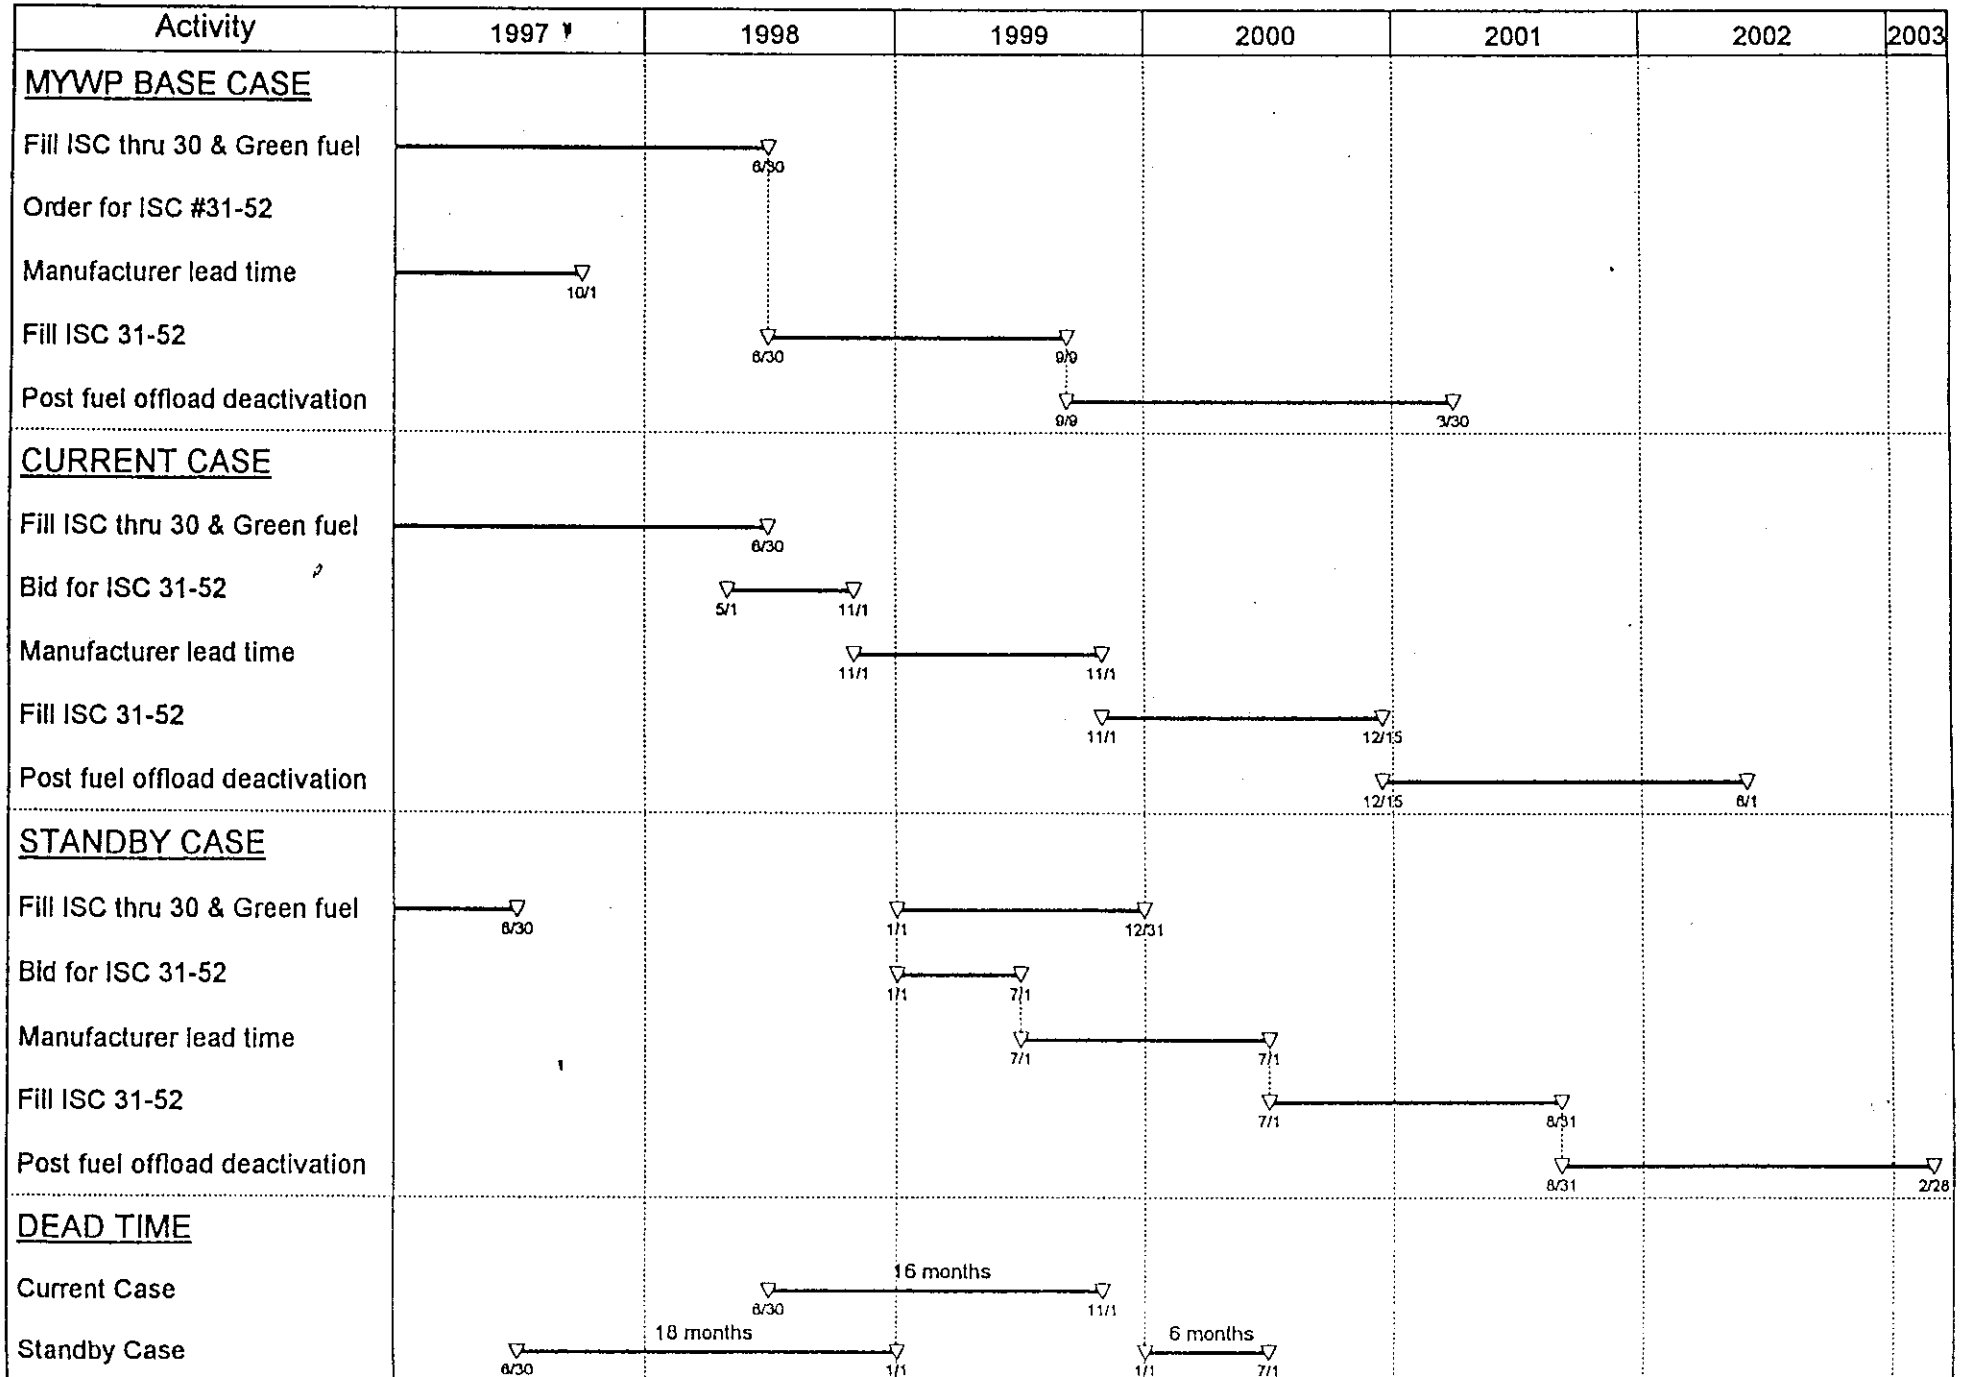 Activity 1997 1998 1999 2000 2001 2002 2003
MYWP BASE CASE
Fill ISC thru 30 & Green fuel
6/30
Order for ISC #31-52
Manufacturer lead time
10/1
Fill ISC 31-52
6/30 9/9
Post fuel offload deactivation
9/9 3/30
CURRENT CASE
Fill ISC thru 30 & Green fuel
6/30
Bid for ISC 31-52
5/1 11/1
Manufacturer lead time
11/1 11/1
Fill ISC 31-52
11/1 12/15
Post fuel offload deactivation
12/15 6/1
STANDBY CASE
Fill ISC thru 30 & Green fuel
6/30 1/1 12/31
Bid for ISC 31-52
1/1 7/1
Manufacturer lead time
7/1 7/1
Fill ISC 31-52
7/1 8/31
Post fuel offload deactivation
8/31 2/28
DEAD TIME
16 months
Current Case
6/30 11/1
18 months 6 months
Standby Case
6/30 1/1 1/1 7/1